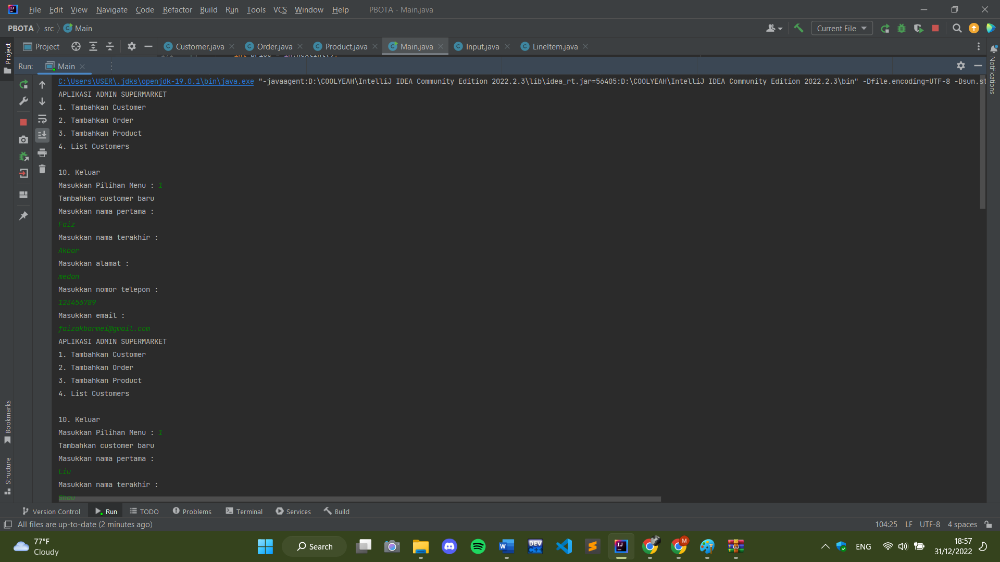 File Edit View Navigate Code Refactor Build Run Tools VCS Window Help PBOTA - Main.java
PBOTA src Main Current File
Project Customer.java Order.java Product.java Main.java Input.java LineItem.java
Run: Main
C:\Users\USER\.jdks\openjdk-19.0.1\bin\java.exe "-javaagent:D:\COOLYEAH\IntelliJ IDEA Community Edition 2022.2.3\lib\idea_rt.jar=56405:D:\COOLYEAH\IntelliJ IDEA Community Edition 2022.2.3\bin" -Dfile.encoding=UTF-8 -Dsun.st
APLIKASI ADMIN SUPERMARKET
1. Tambahkan Customer
2. Tambahkan Order
3. Tambahkan Product
4. List Customers
10. Keluar
Masukkan Pilihan Menu : 1
Tambahkan customer baru
Masukkan nama pertama :
Faiz
Masukkan nama terakhir :
Akbar
Masukkan alamat :
medan
Masukkan nomor telepon :
123456789
Masukkan email :
faizakbarmei@gmail.com
APLIKASI ADMIN SUPERMARKET
1. Tambahkan Customer
2. Tambahkan Order
3. Tambahkan Product
4. List Customers
10. Keluar
Masukkan Pilihan Menu : 1
Tambahkan customer baru
Masukkan nama pertama :
Liu
Masukkan nama terakhir :
Shau
Project
Bookmarks
Structure
Notifications
Version Control Run TODO Problems Terminal Services Build
All files are up-to-date (2 minutes ago) 104:25 LF UTF-8 4 spaces
77°F
Cloudy
Search
ENG
18:57
31/12/2022